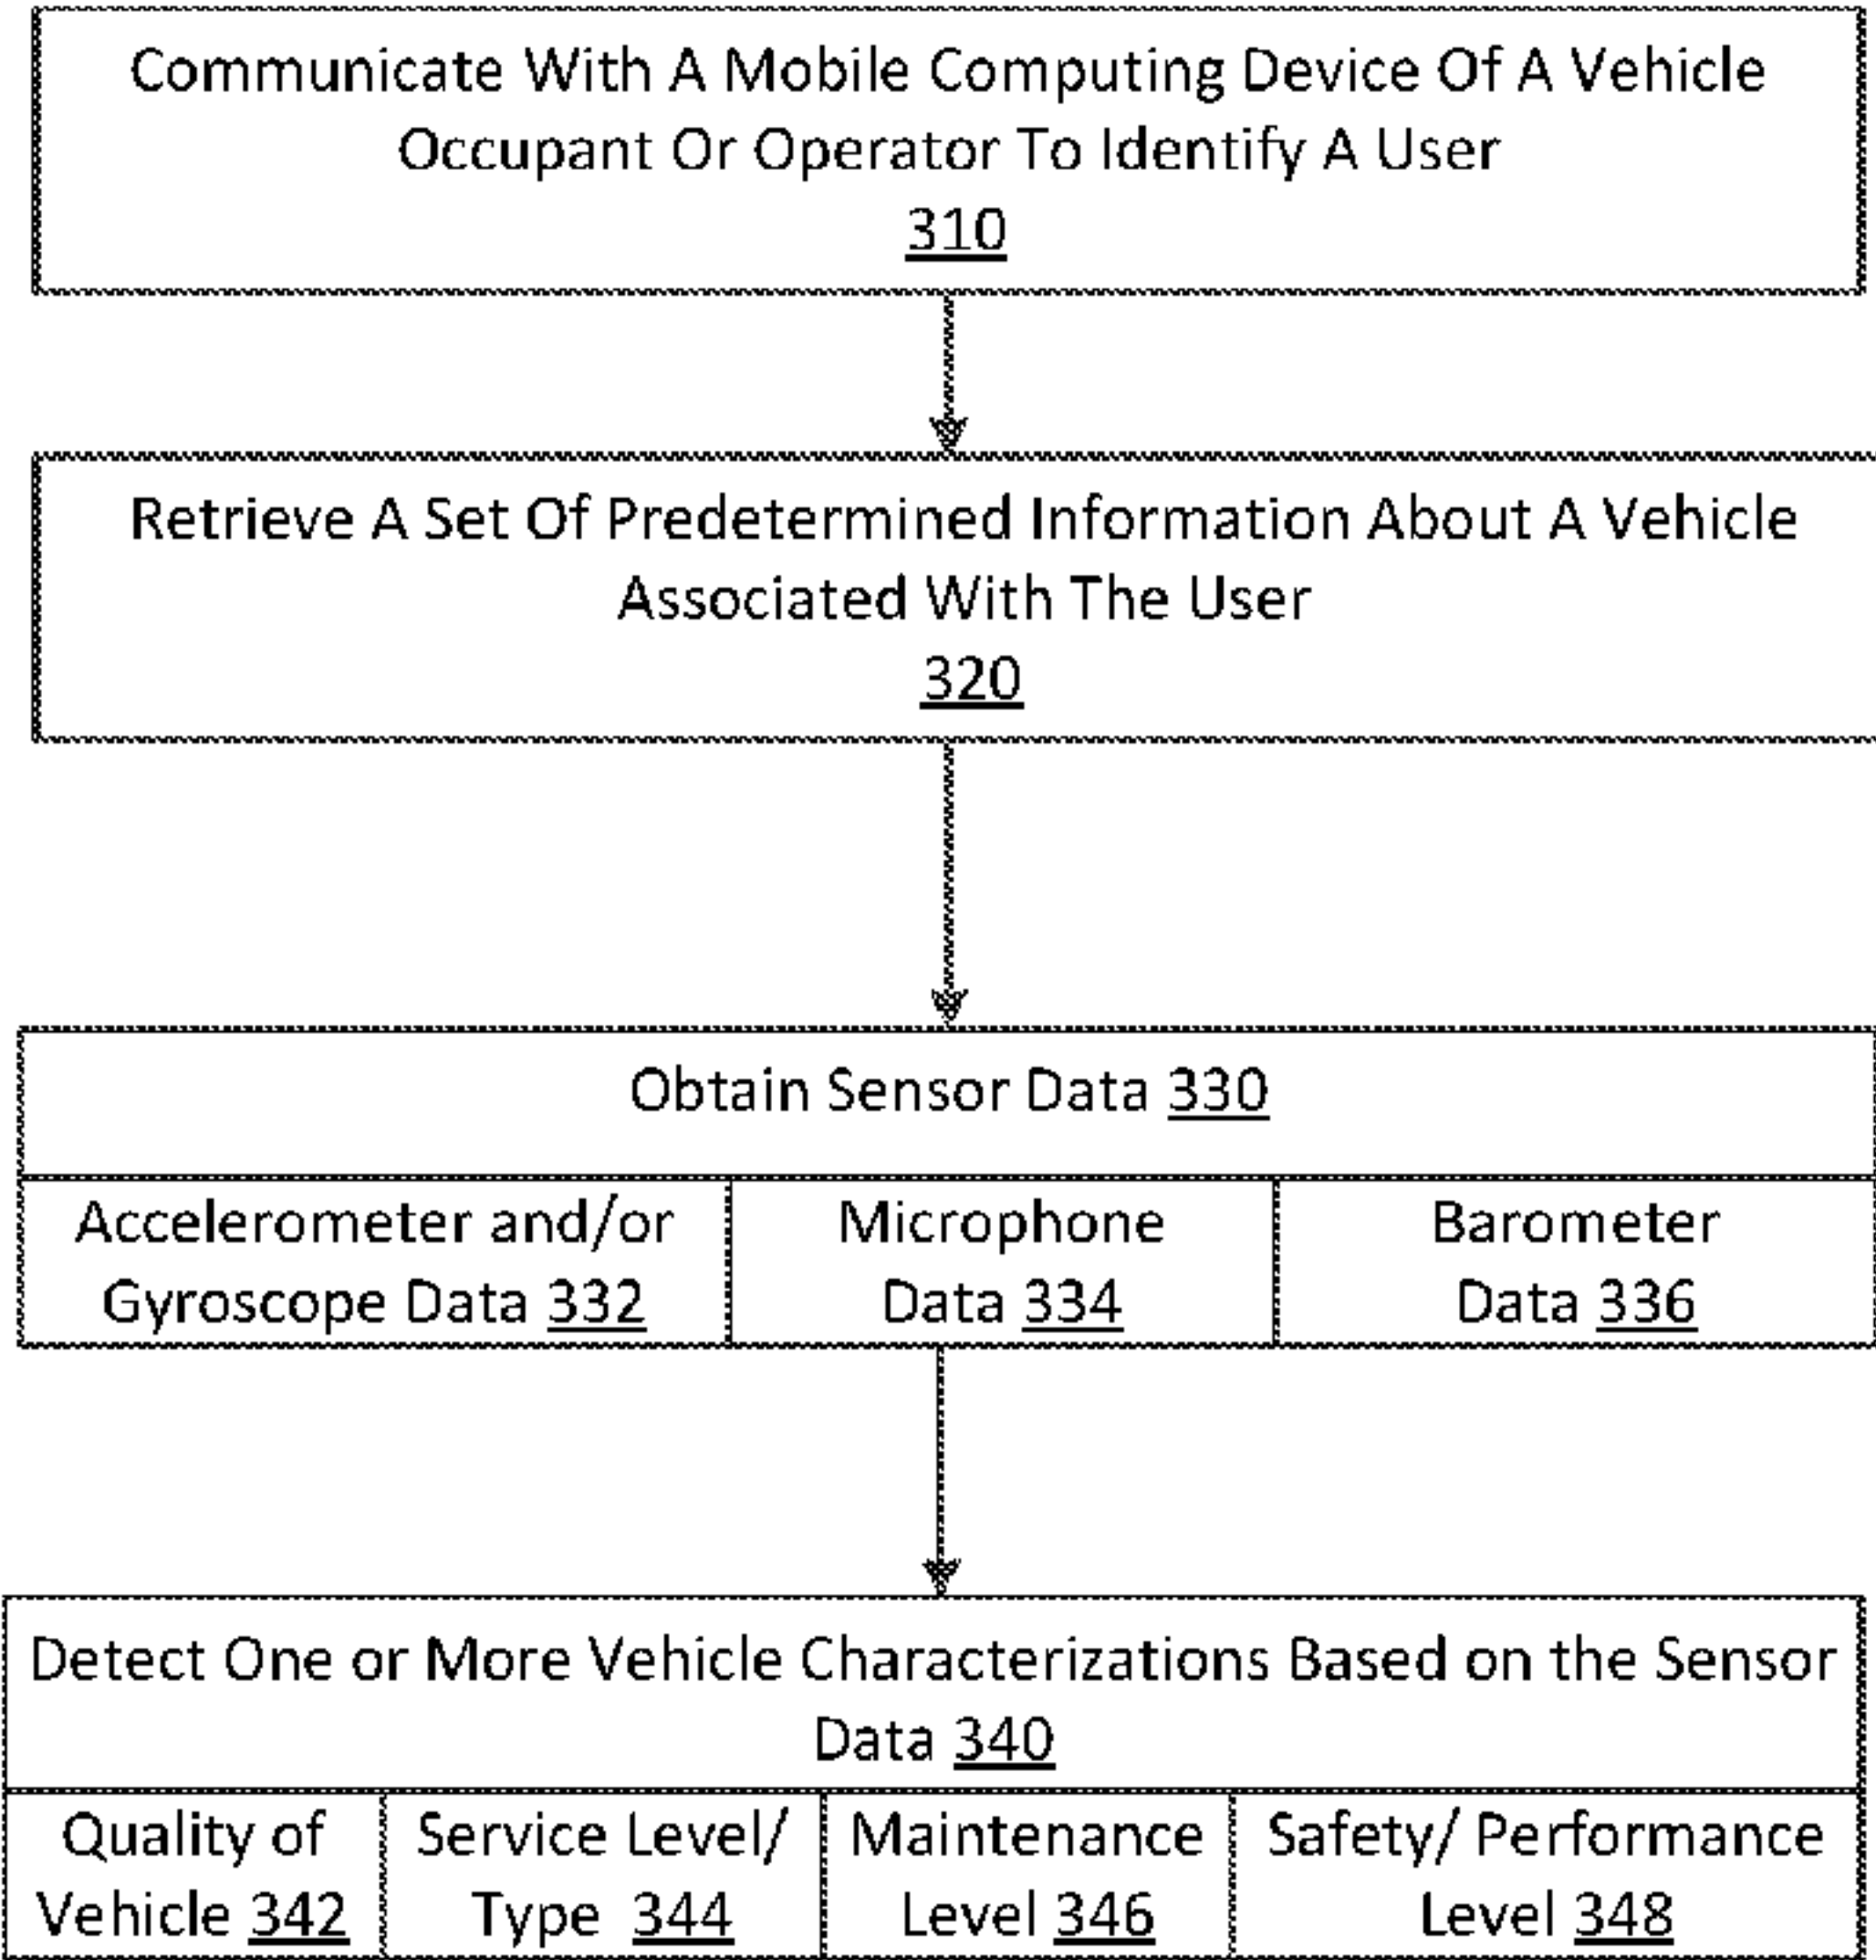 Communicate With A Mobile Computing Device Of A Vehicle
Occupant Or Operator To Identify A User
310
Retrieve A Set Of Predetermined Information About A Vehicle
Associated With The User
320
Obtain Sensor Data 330
Accelerometer and/or
Gyroscope Data 332
Microphone
Data 334
Barometer
Data 336
Detect One or More Vehicle Characterizations Based on the Sensor
Data 340
Quality of
Vehicle 342
Service Level/
Type 344
Maintenance
Level 346
Safety/ Performance
Level 348